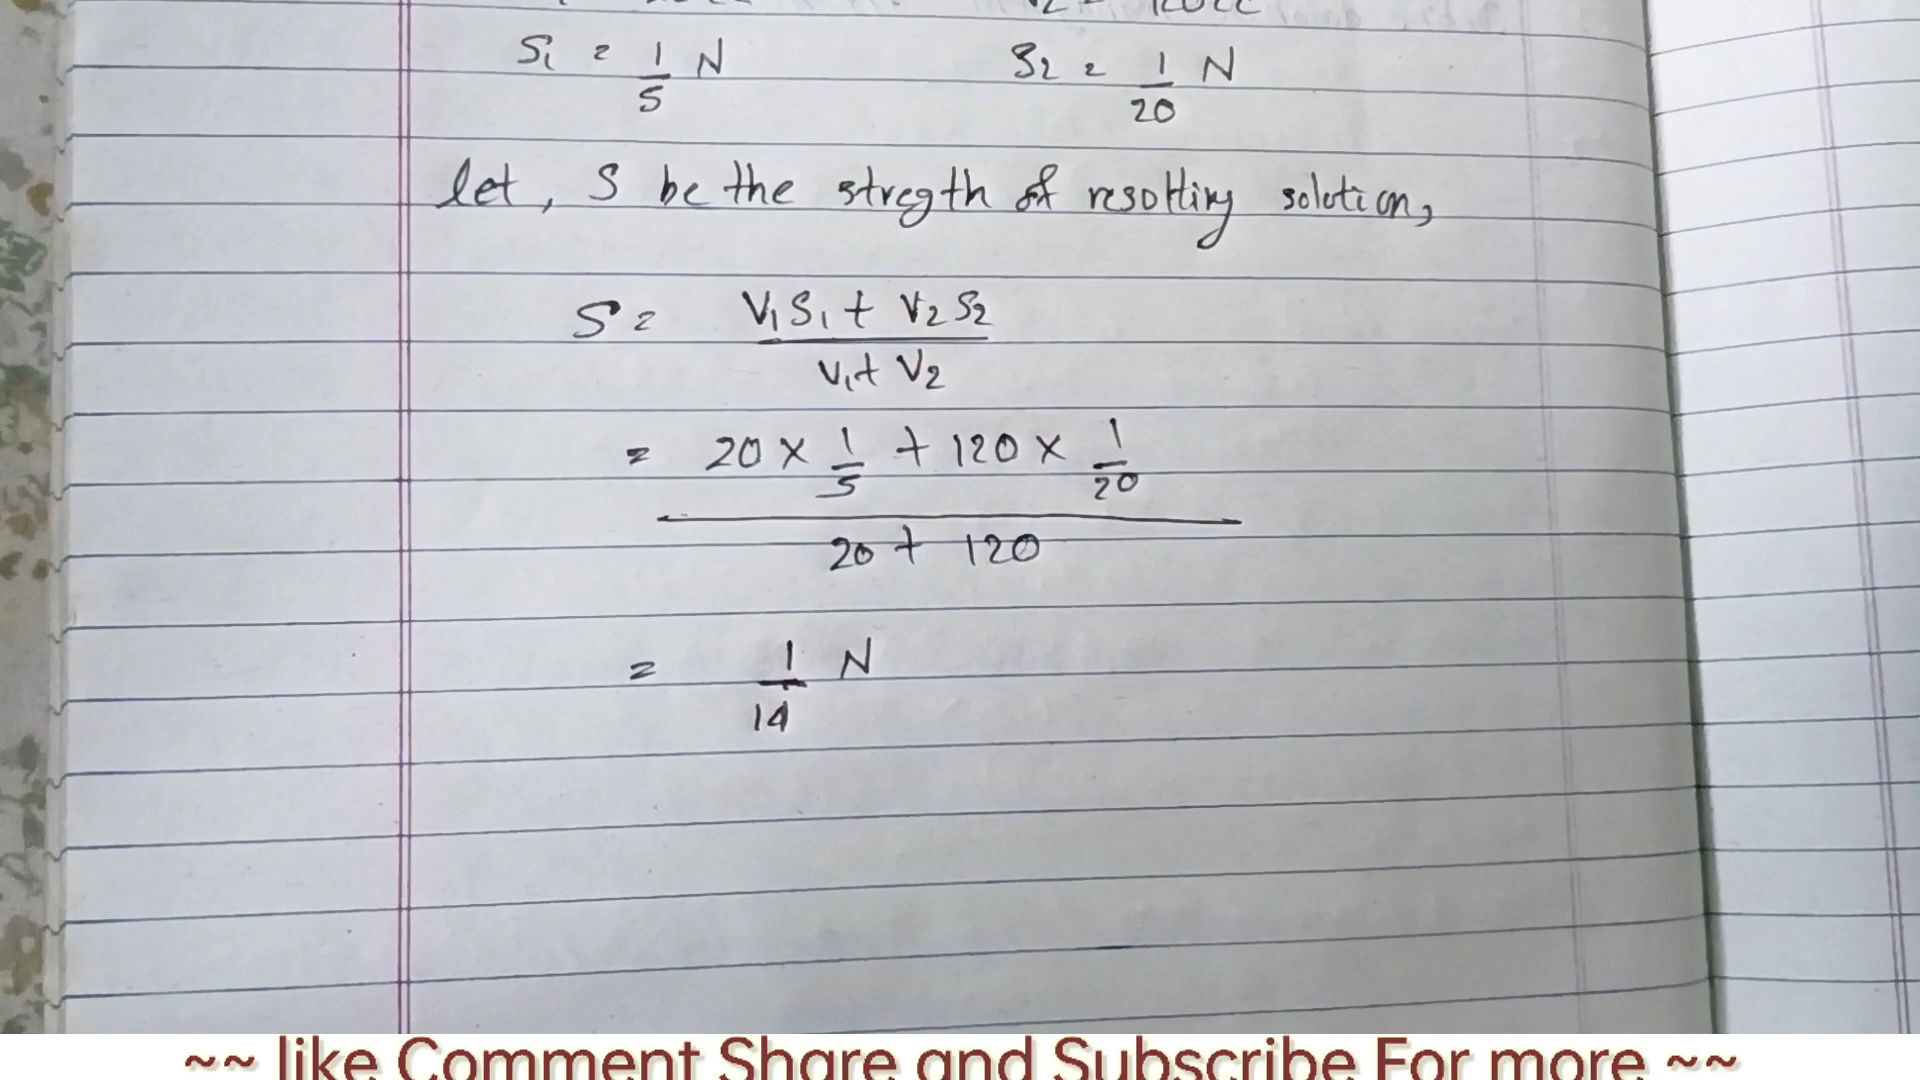 S1 = 1/5 N S2 = 1/20 N
let, S be the stregth of resolting solution,
S = V1S1 + V2S2
V1 + V2
= 20 × 1/5 + 120 × 1/20
20 + 120
= 1/14 N
~~ like Comment Share and Subscribe For more ~~